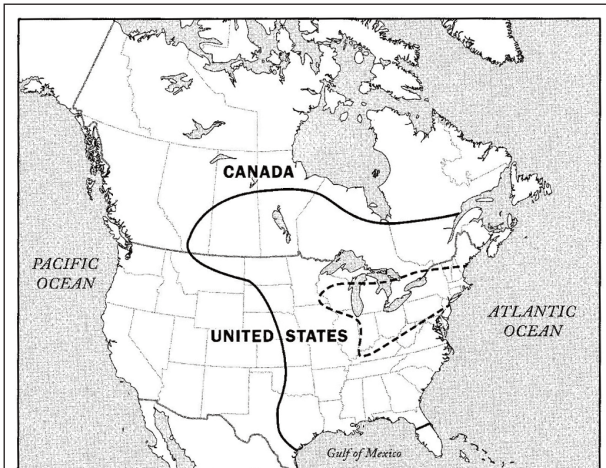 CANADA
PACIFIC
OCEAN
ATLANTIC
OCEAN
UNITED STATES
Gulf of Mexico